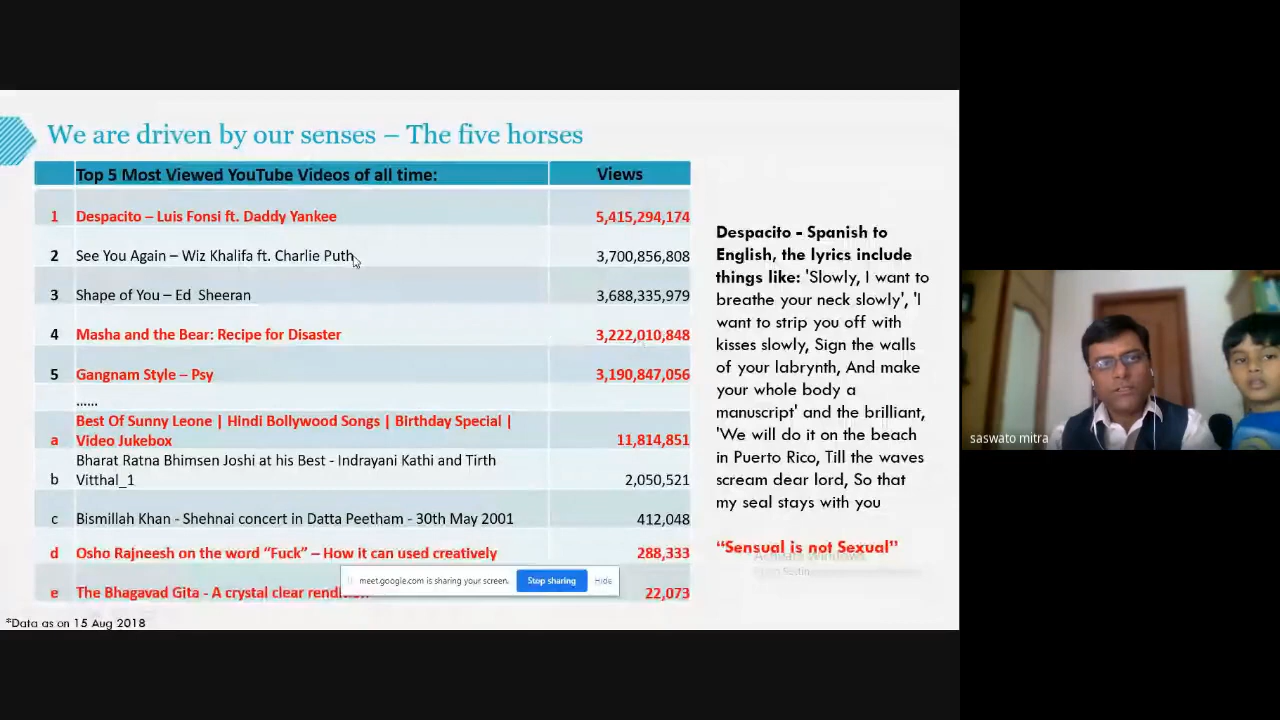 We are driven by our senses – The five horses
Top 5 Most Viewed YouTube Videos of all time: Views
1 Despacito – Luis Fonsi ft. Daddy Yankee 5,415,294,174
2 See You Again – Wiz Khalifa ft. Charlie Puth 3,700,856,808
3 Shape of You – Ed Sheeran 3,688,335,979
4 Masha and the Bear: Recipe for Disaster 3,222,010,848
5 Gangnam Style – Psy 3,190,847,056
......
Best Of Sunny Leone | Hindi Bollywood Songs | Birthday Special |
a Video Jukebox 11,814,851
Bharat Ratna Bhimsen Joshi at his Best - Indrayani Kathi and Tirth
b Vitthal_1 2,050,521
c Bismillah Khan - Shehnai concert in Datta Peetham - 30th May 2001 412,048
d Osho Rajneesh on the word “Fuck” – How it can used creatively 288,333
e The Bhagavad Gita - A crystal clear 22,073
*Data as on 15 Aug 2018
Despacito - Spanish to
English, the lyrics include
things like: 'Slowly, I want to
breathe your neck slowly', 'I
want to strip you off with
kisses slowly, Sign the walls
of your labrynth, And make
your whole body a
manuscript' and the brilliant,
'We will do it on the beach
in Puerto Rico, Till the waves
scream dear lord, So that
my seal stays with you
“Sensual is not Sexual”
meet.google.com is sharing your screen. Stop sharing Hide
saswato mitra